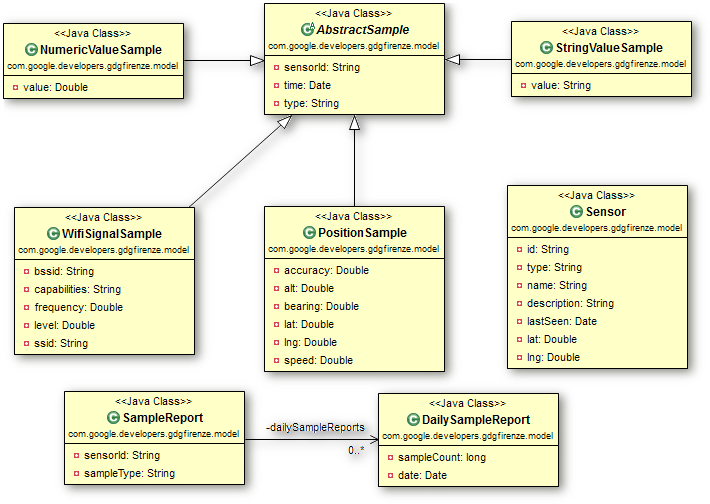 <<Java Class>>
NumericValueSample
com.google.developers.gdgfirenze.model
value: Double
<<Java Class>>
AbstractSample
com.google.developers.gdgfirenze.model
sensorId: String
time: Date
type: String
<<Java Class>>
StringValueSample
com.google.developers.gdgfirenze.model
value: String
<<Java Class>>
WifiSignalSample
com.google.developers.gdgfirenze.model
bssid: String
capabilities: String
frequency: Double
level: Double
ssid: String
<<Java Class>>
PositionSample
com.google.developers.gdgfirenze.model
accuracy: Double
alt: Double
bearing: Double
lat: Double
lng: Double
speed: Double
<<Java Class>>
Sensor
com.google.developers.gdgfirenze.model
id: String
type: String
name: String
description: String
lastSeen: Date
lat: Double
lng: Double
<<Java Class>>
SampleReport
com.google.developers.gdgfirenze.model
sensorId: String
sampleType: String
-dailySampleReports
0..*
<<Java Class>>
DailySampleReport
com.google.developers.gdgfirenze.model
sampleCount: long
date: Date